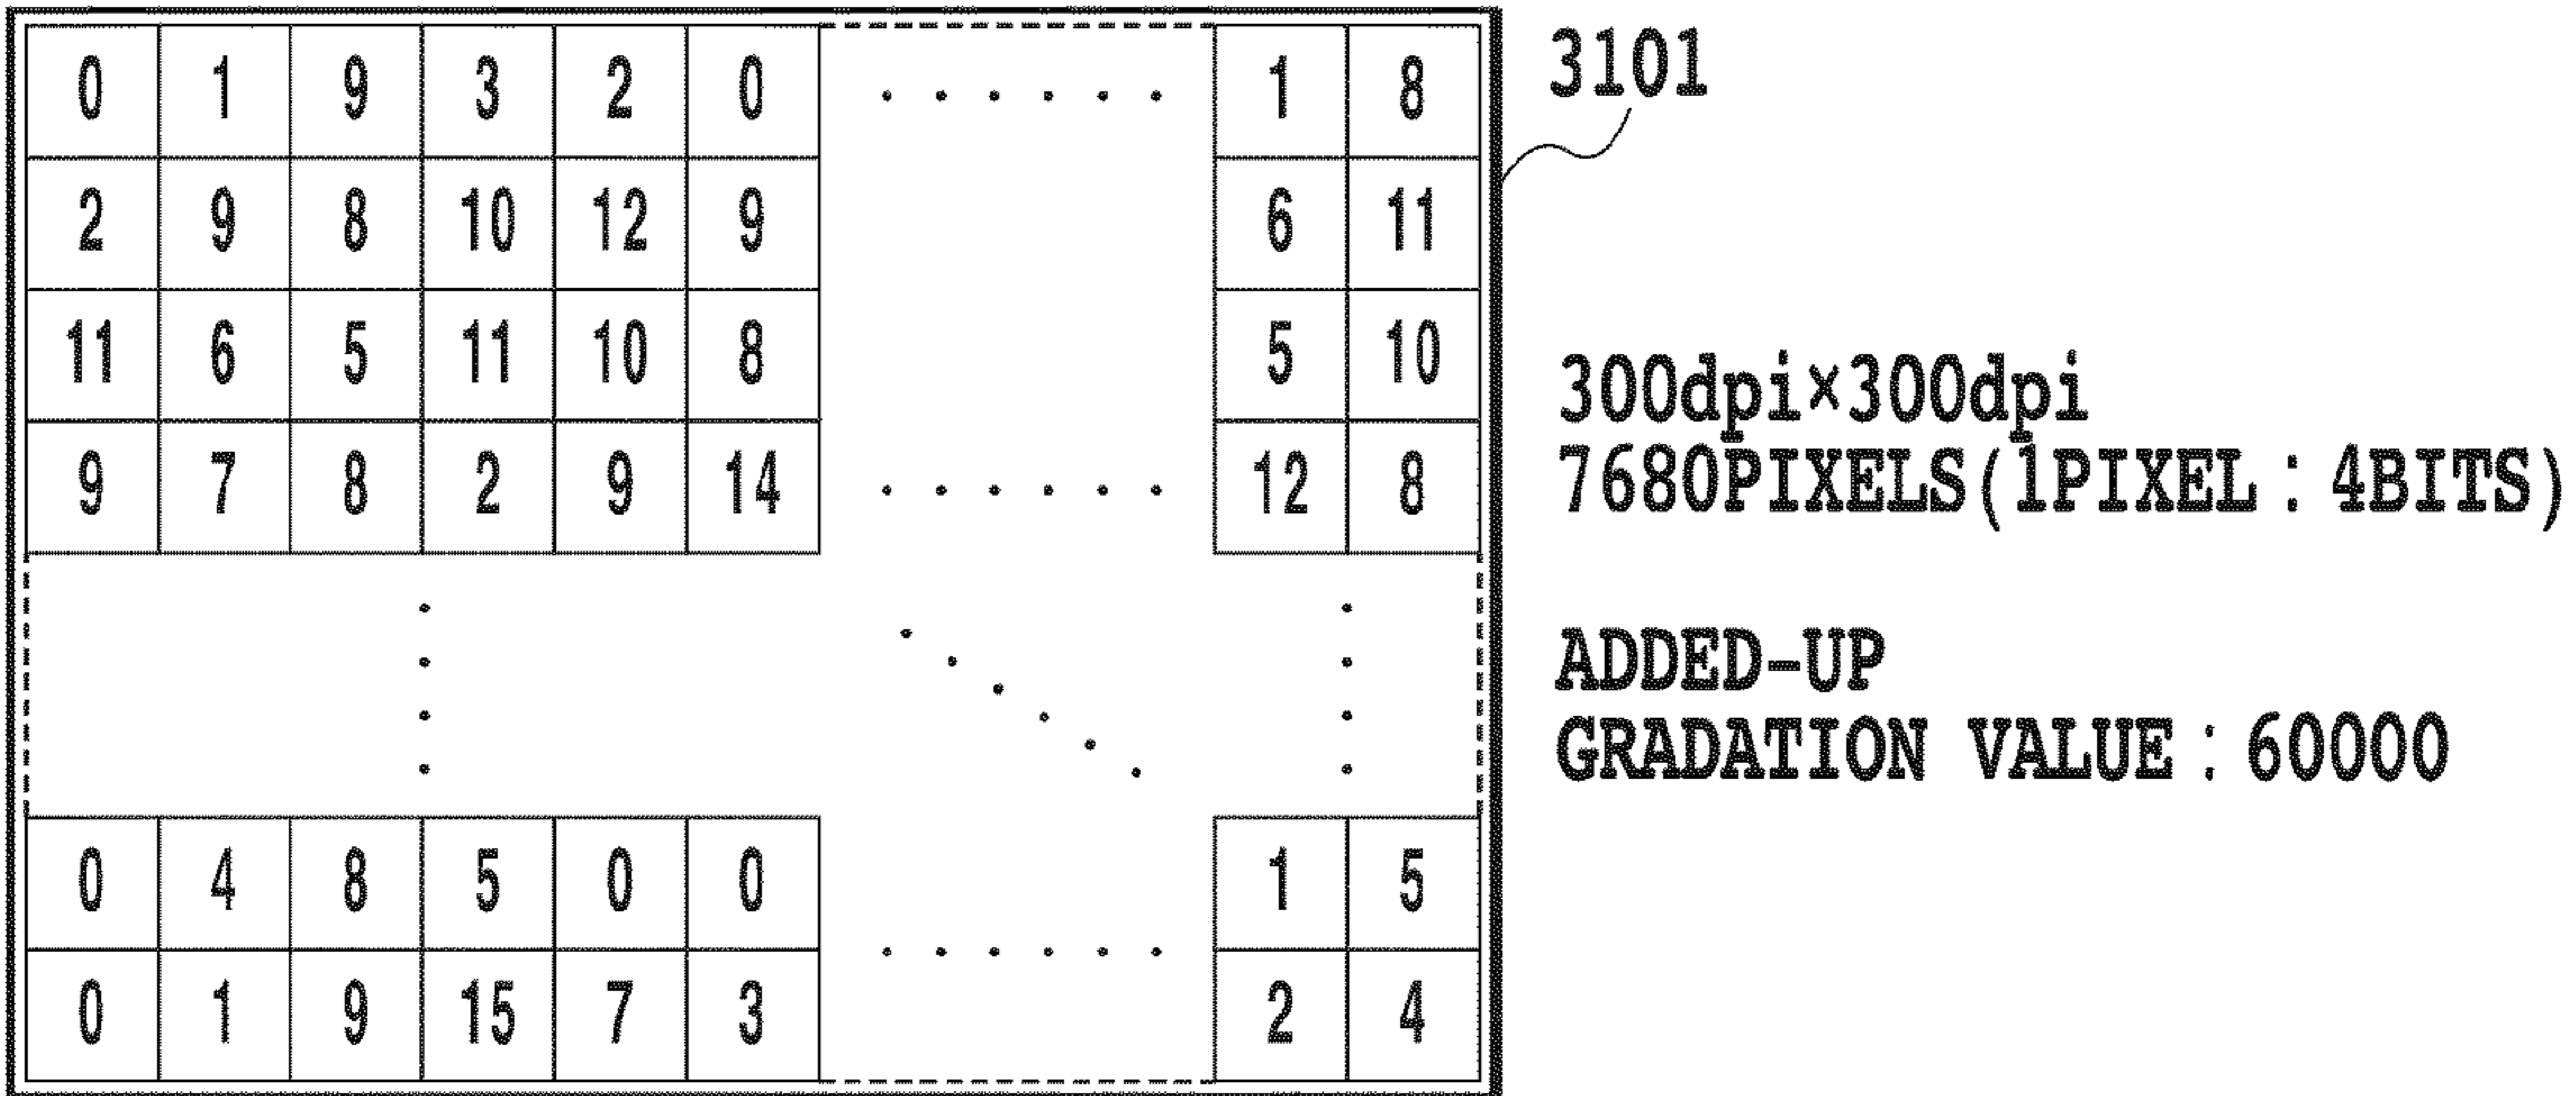 0 1 9 3 2 0 ...... 1 8
2 9 8 10 12 9 6 11
11 6 5 11 10 8 5 10
9 7 8 2 9 14 ...... 12 8
0 4 8 5 0 0 1 5
0 1 9 15 7 3 ...... 2 4
3101
300dpi×300dpi
7680PIXELS(1PIXEL : 4BITS)
ADDED-UP
GRADATION VALUE : 60000